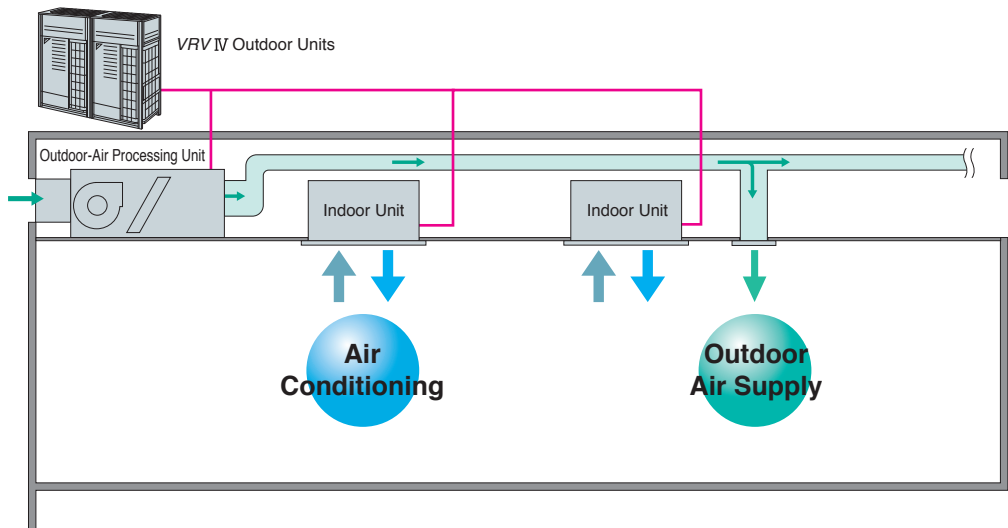 VRV IV Outdoor Units
Outdoor-Air Processing Unit
Indoor Unit
Indoor Unit
Air
Conditioning
Outdoor
Air Supply